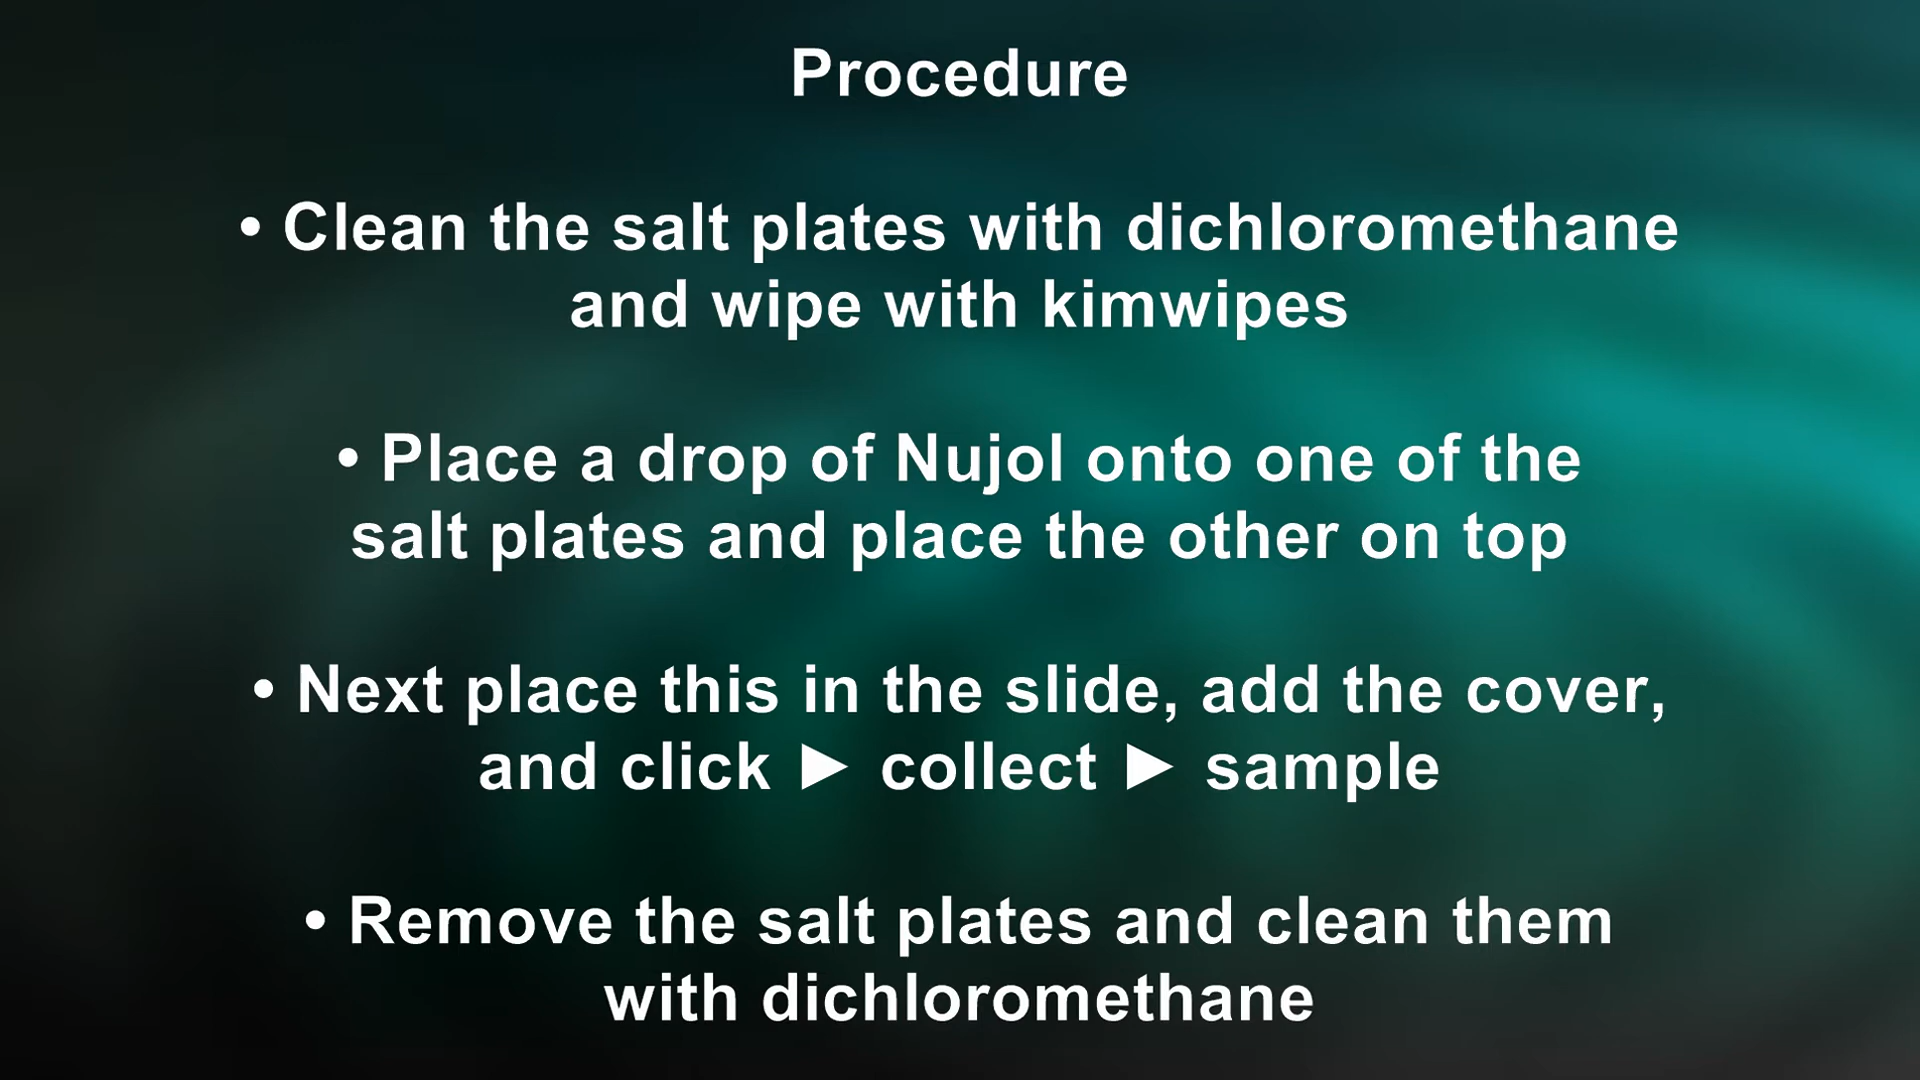 Procedure
• Clean the salt plates with dichloromethane
and wipe with kimwipes
• Place a drop of Nujol onto one of the
salt plates and place the other on top
• Next place this in the slide, add the cover,
and click ► collect ► sample
• Remove the salt plates and clean them
with dichloromethane